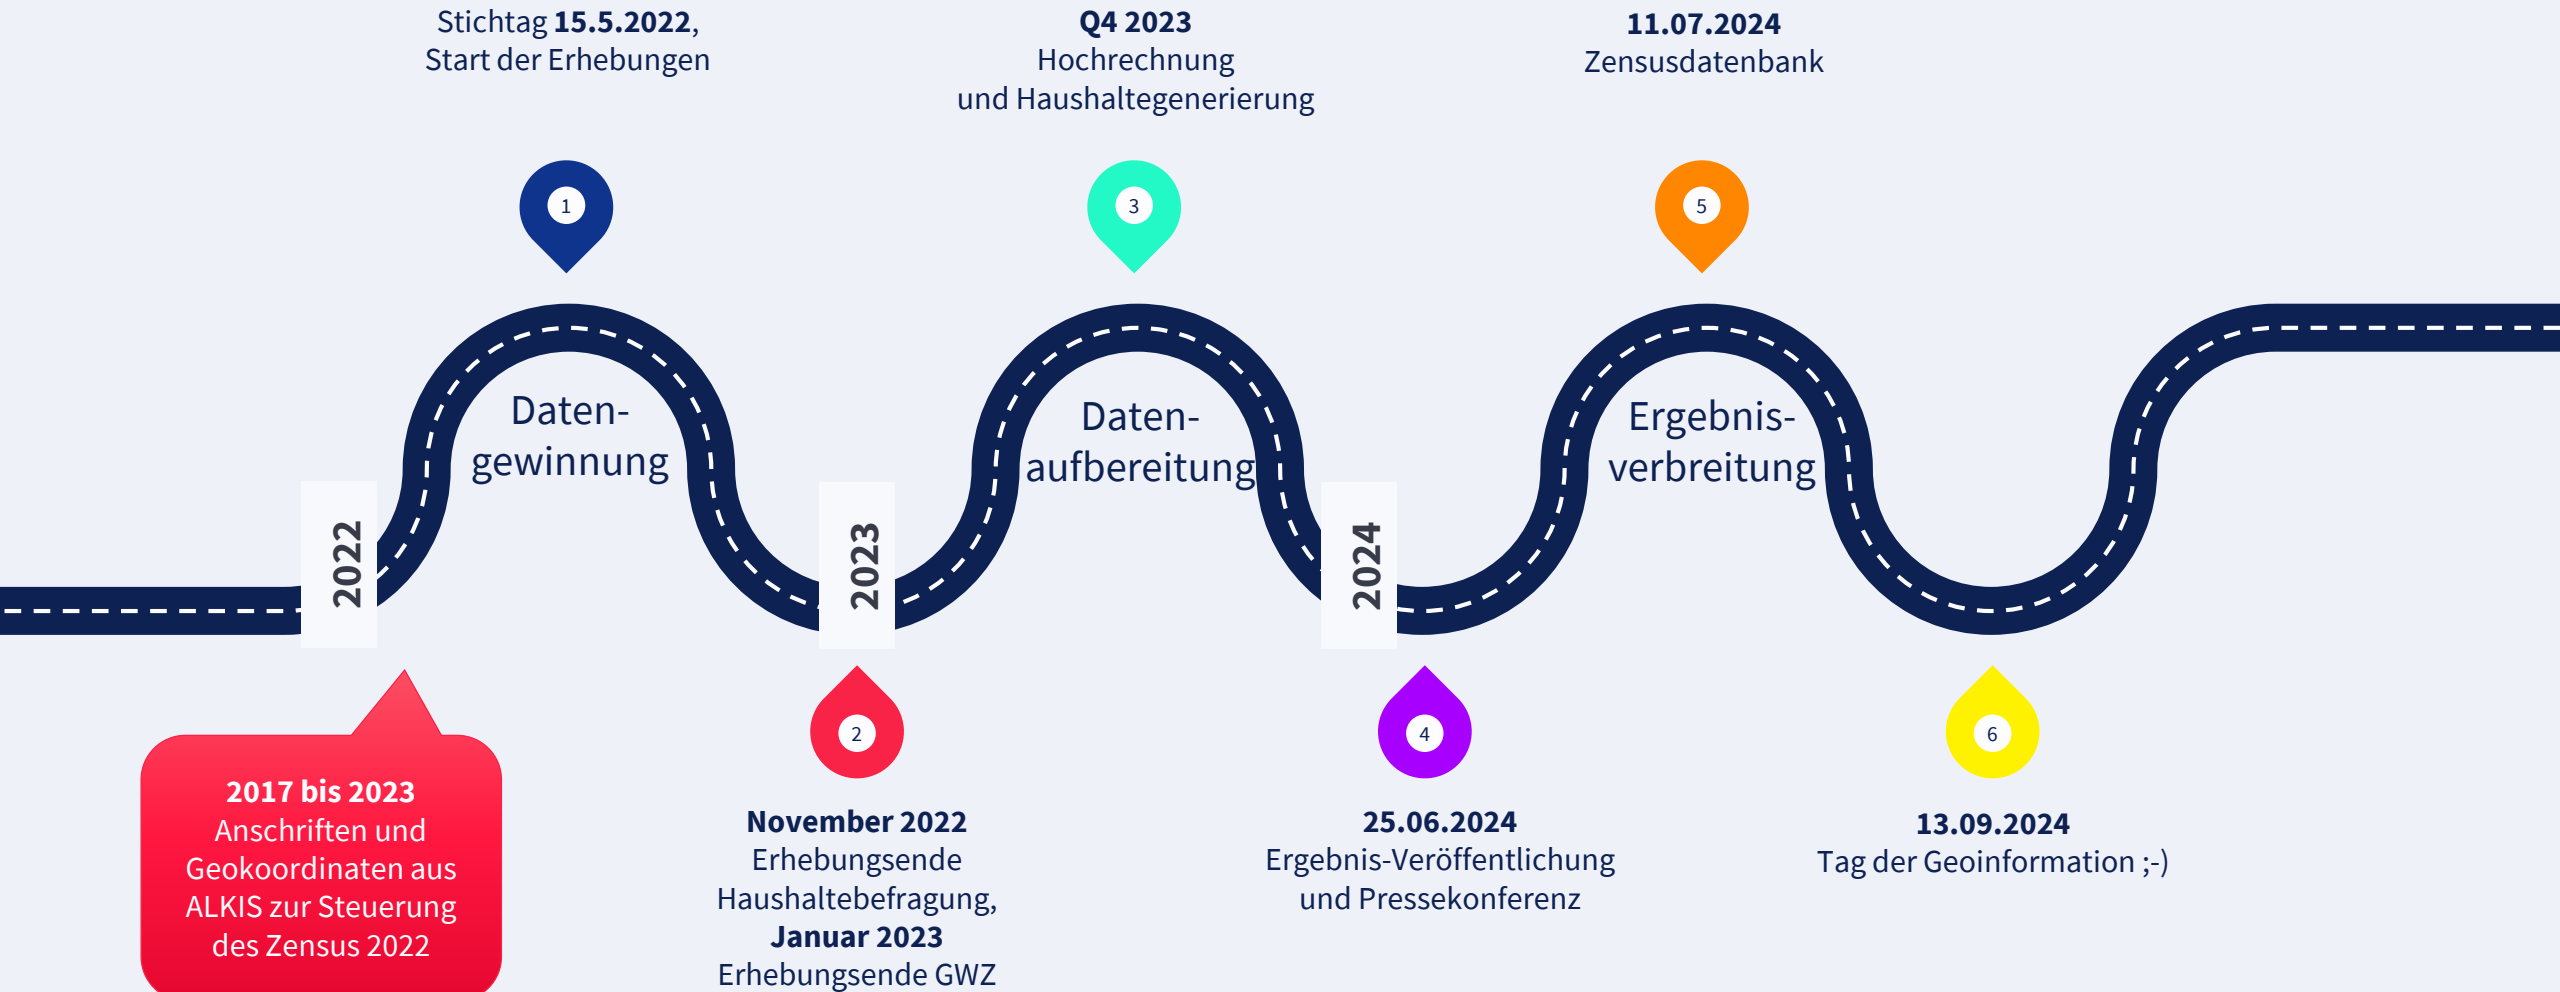 Stichtag 15.5.2022,
Start der Erhebungen
Q4 2023
Hochrechnung
und Haushaltegenerierung
11.07.2024
Zensusdatenbank
1
3
5
Daten-
gewinnung
Daten-
aufbereitung
Ergebnis-
verbreitung
2022
2023
2024
2017 bis 2023
Anschriften und
Geokoordinaten aus
ALKIS zur Steuerung
des Zensus 2022
2
November 2022
Erhebungsende
Haushaltebefragung,
Januar 2023
Erhebungsende GWZ
4
25.06.2024
Ergebnis-Veröffentlichung
und Pressekonferenz
6
13.09.2024
Tag der Geoinformation ;-)